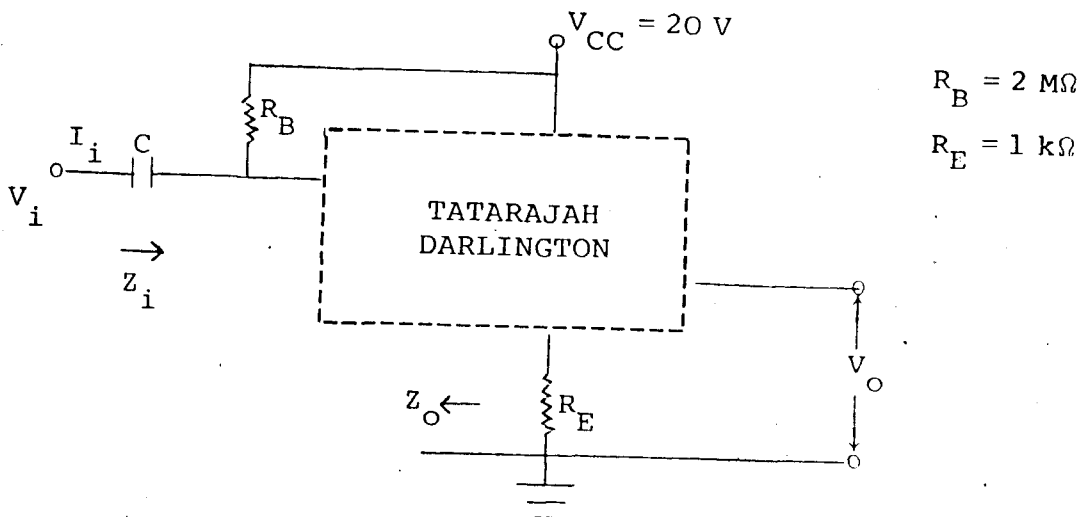 V_CC = 20 V
R_B = 2 MΩ
R_B
I_i
C
R_E = 1 kΩ
V_i
TATARAJAH
DARLINGTON
Z_i
V_o
Z_o
R_E